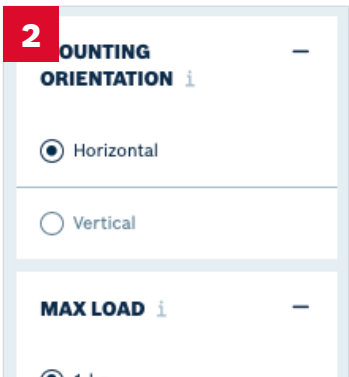 2
OUNTING
ORIENTATION i
Horizontal
Vertical
MAX LOAD i